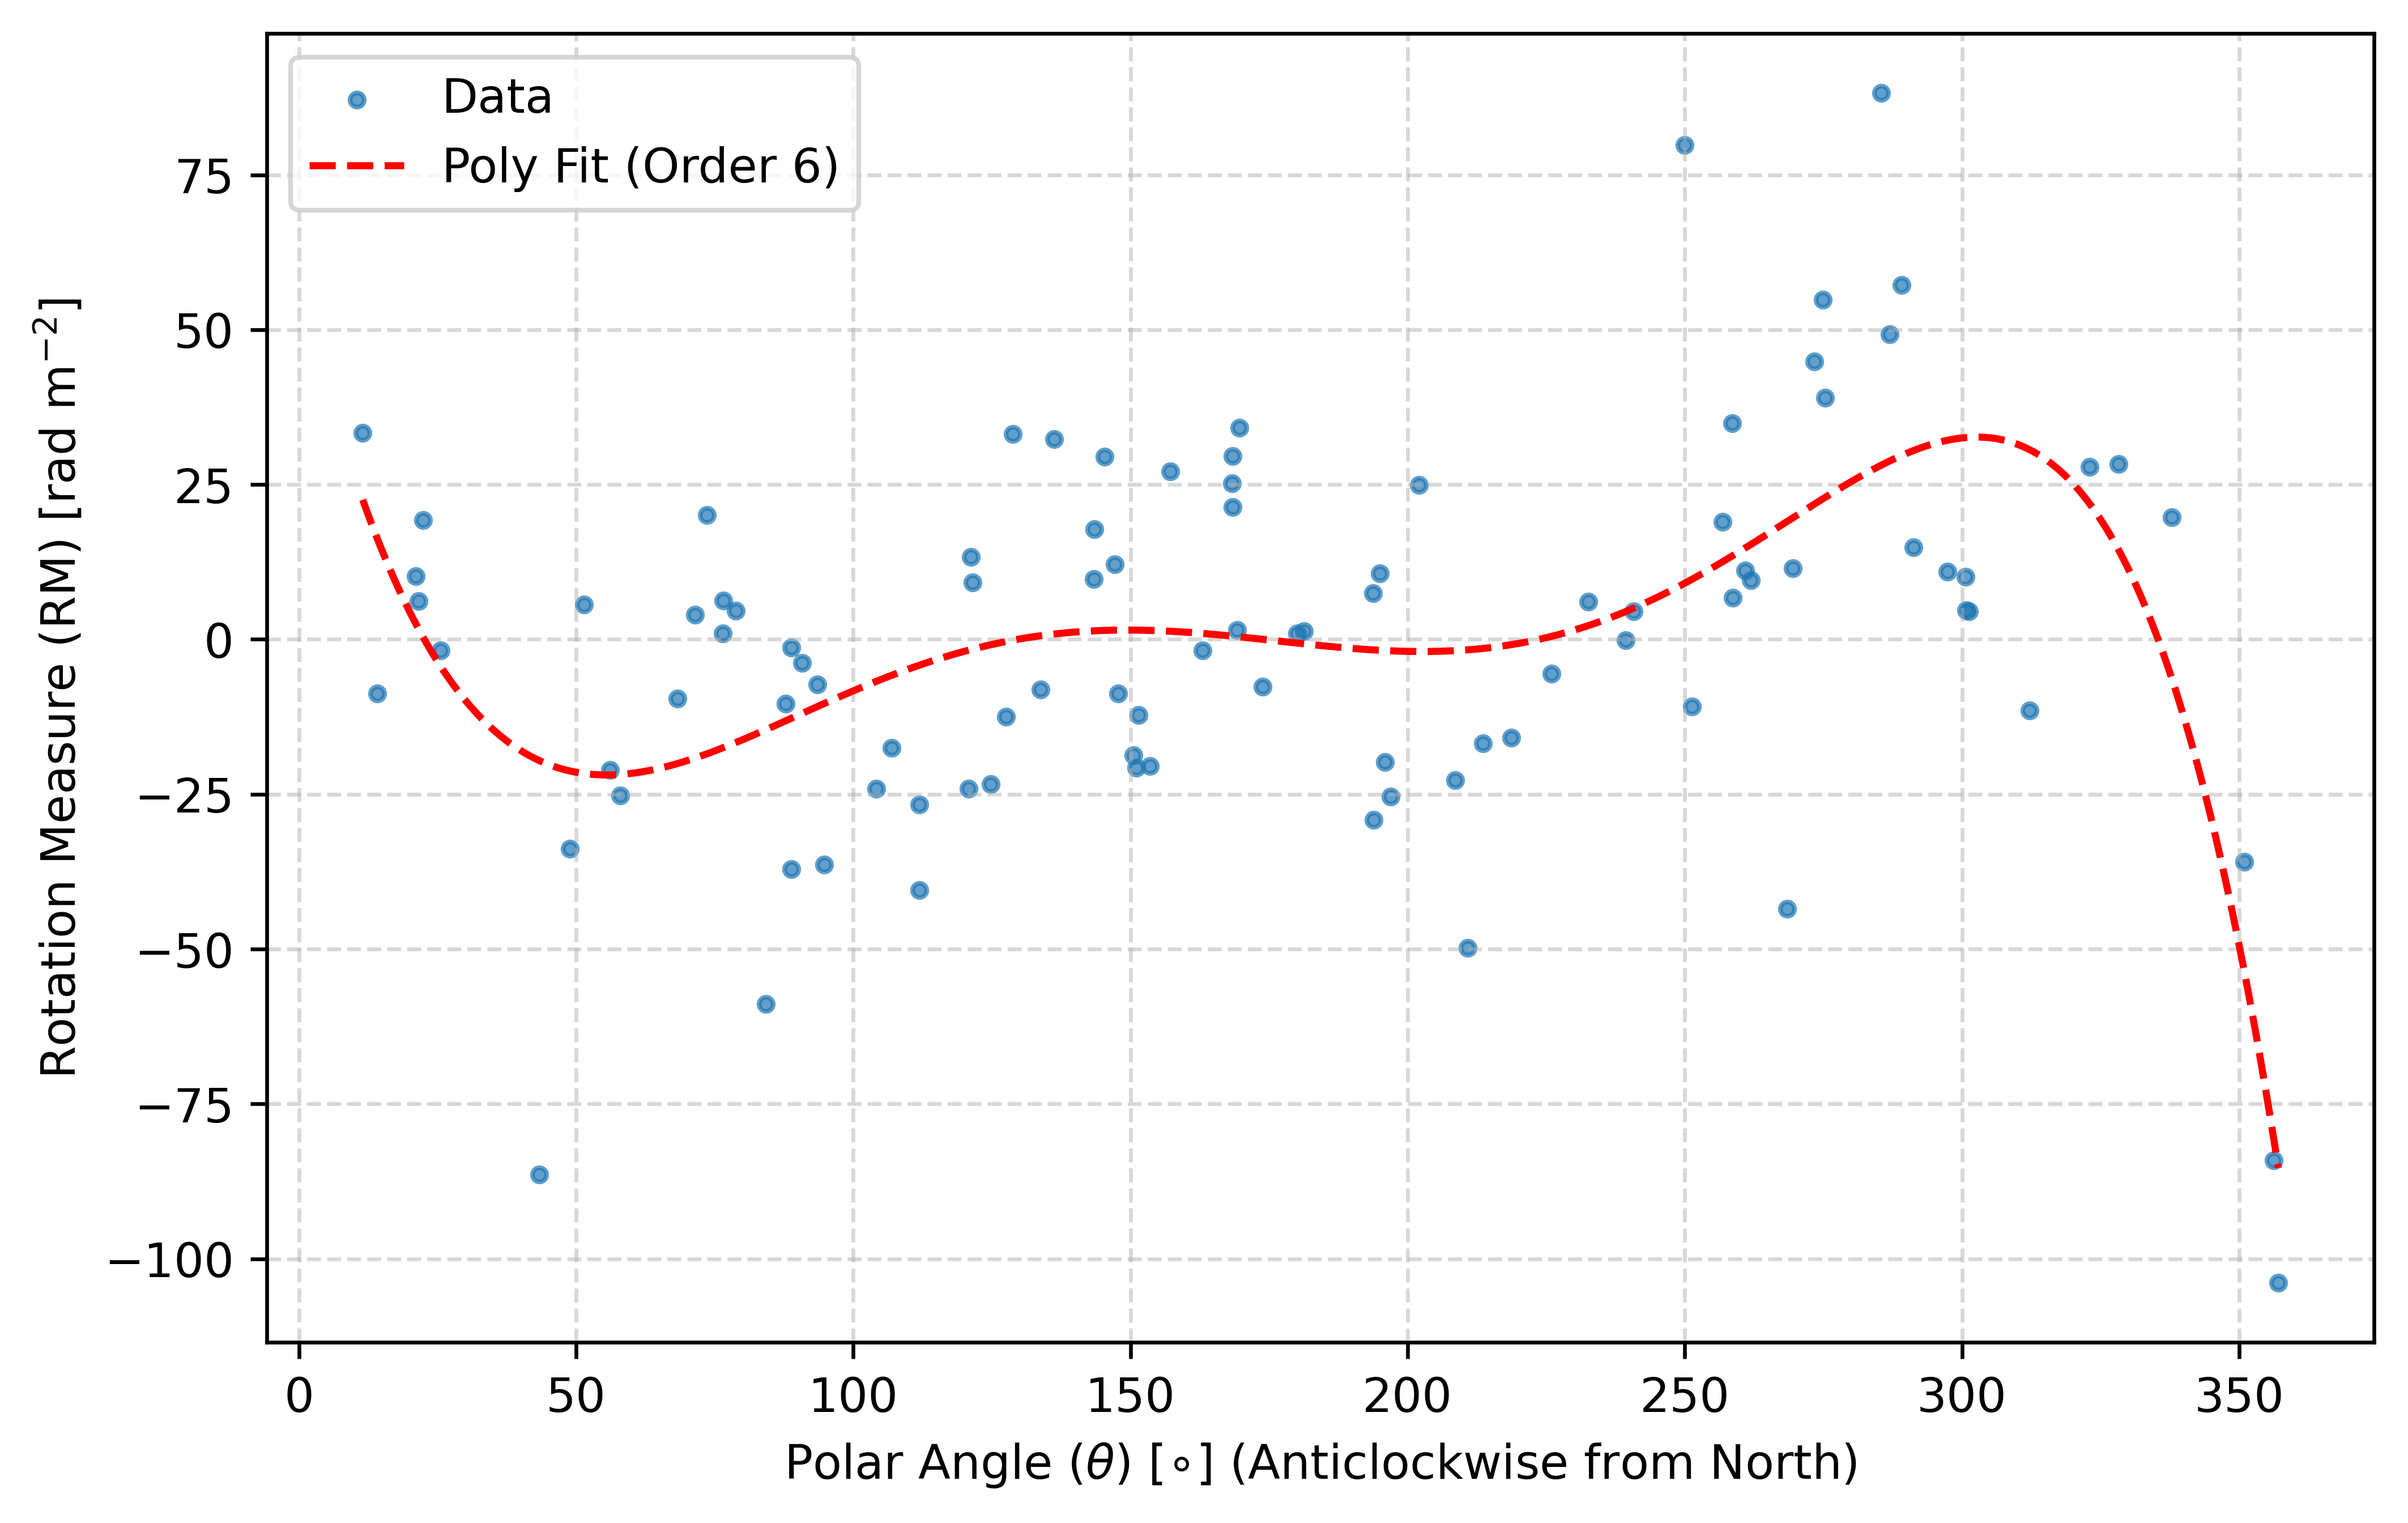 Data
Poly Fit (Order 6)
75
50
25
0
−25
−50
−75
−100
Rotation Measure (RM) [rad m⁻²]
0 50 100 150 200 250 300 350
Polar Angle (θ) [∘] (Anticlockwise from North)